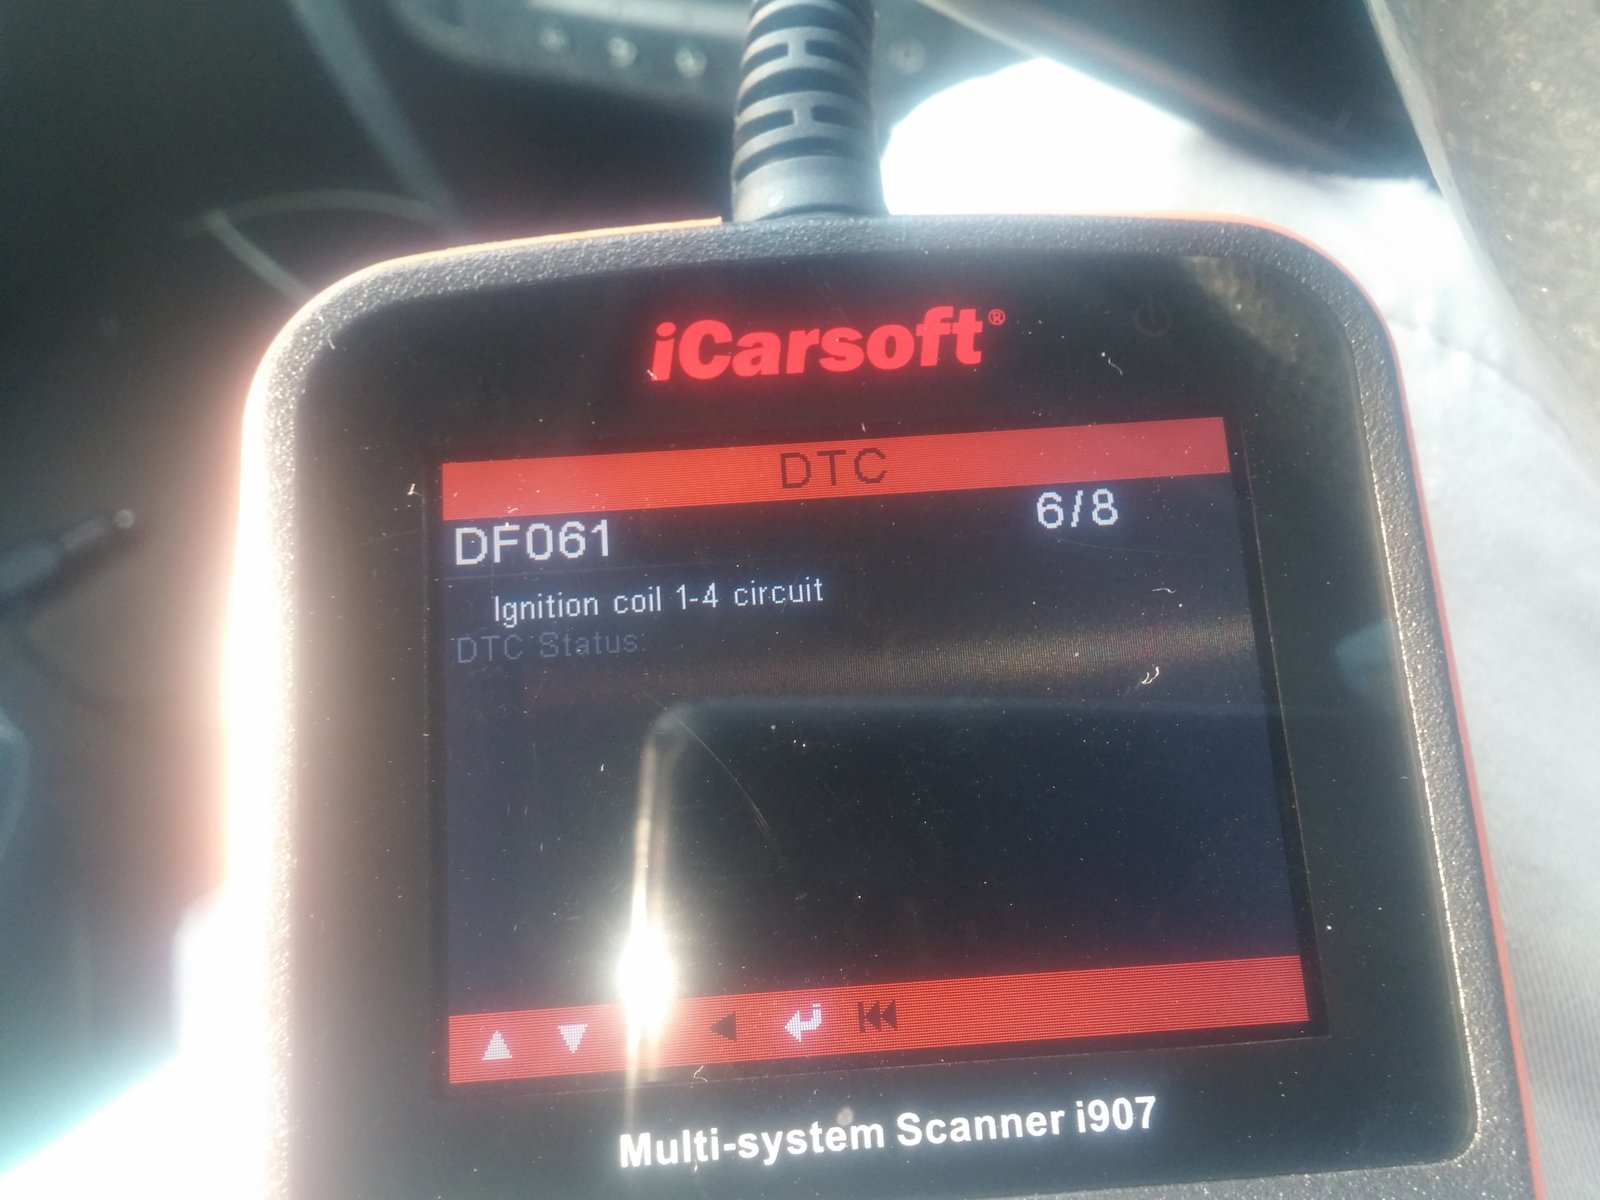 iCarsoft®
DTC
DF061 6/8
Ignition coil 1-4 circuit
DTC Status:
Multi-system Scanner i907